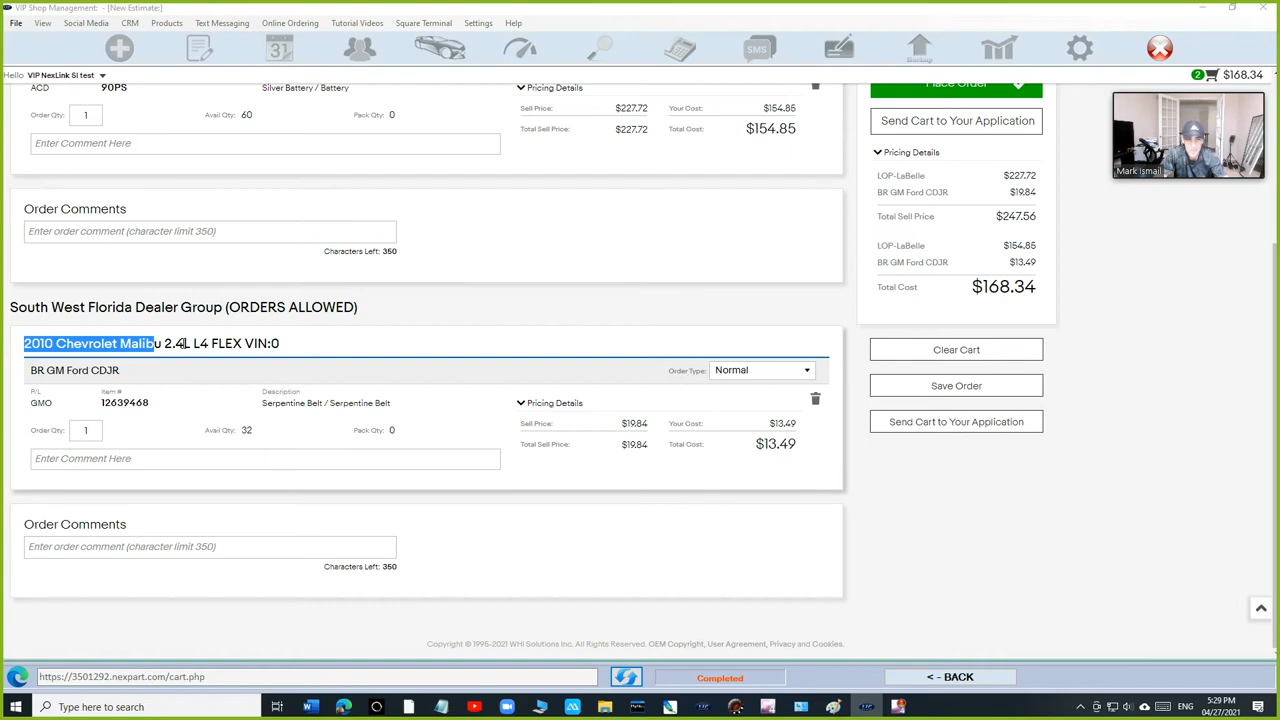 VIP Shop Management: - [New Estimate:]
File View Social Media CRM Products Text Messaging Online Ordering Tutorial Videos Square Terminal Settings Help
31 SMS Backup
Hello VIP NexLink SI test 2 $168.34
ACD 90PS Silver Battery / Battery Pricing Details
Order Qty: 1 Avail Qty: 60 Pack Qty: 0
Sell Price: $227.72 Your Cost: $154.85
Total Sell Price: $227.72 Total Cost: $154.85
Enter Comment Here
Order Comments
Enter order comment (character limit 350)
Characters Left: 350
South West Florida Dealer Group (ORDERS ALLOWED)
2010 Chevrolet Malibu 2.4L L4 FLEX VIN:0
BR GM Ford CDJR Order Type: Normal
P/L Item # Description
GMO 12639468 Serpentine Belt / Serpentine Belt Pricing Details
Order Qty: 1 Avail Qty: 32 Pack Qty: 0
Sell Price: $19.84 Your Cost: $13.49
Total Sell Price: $19.84 Total Cost: $13.49
Enter Comment Here
Order Comments
Enter order comment (character limit 350)
Characters Left: 350
Place Order
Send Cart to Your Application
Pricing Details
LOP-LaBelle $227.72
BR GM Ford CDJR $19.84
Total Sell Price $247.56
LOP-LaBelle $154.85
BR GM Ford CDJR $13.49
Total Cost $168.34
Clear Cart
Save Order
Send Cart to Your Application
Mark Ismail
Copyright © 1995-2021 WHI Solutions Inc. All Rights Reserved. OEM Copyright, User Agreement, Privacy and Cookies.
https://3501292.nexpart.com/cart.php Completed < - BACK
Type here to search
5:29 PM
04/27/2021